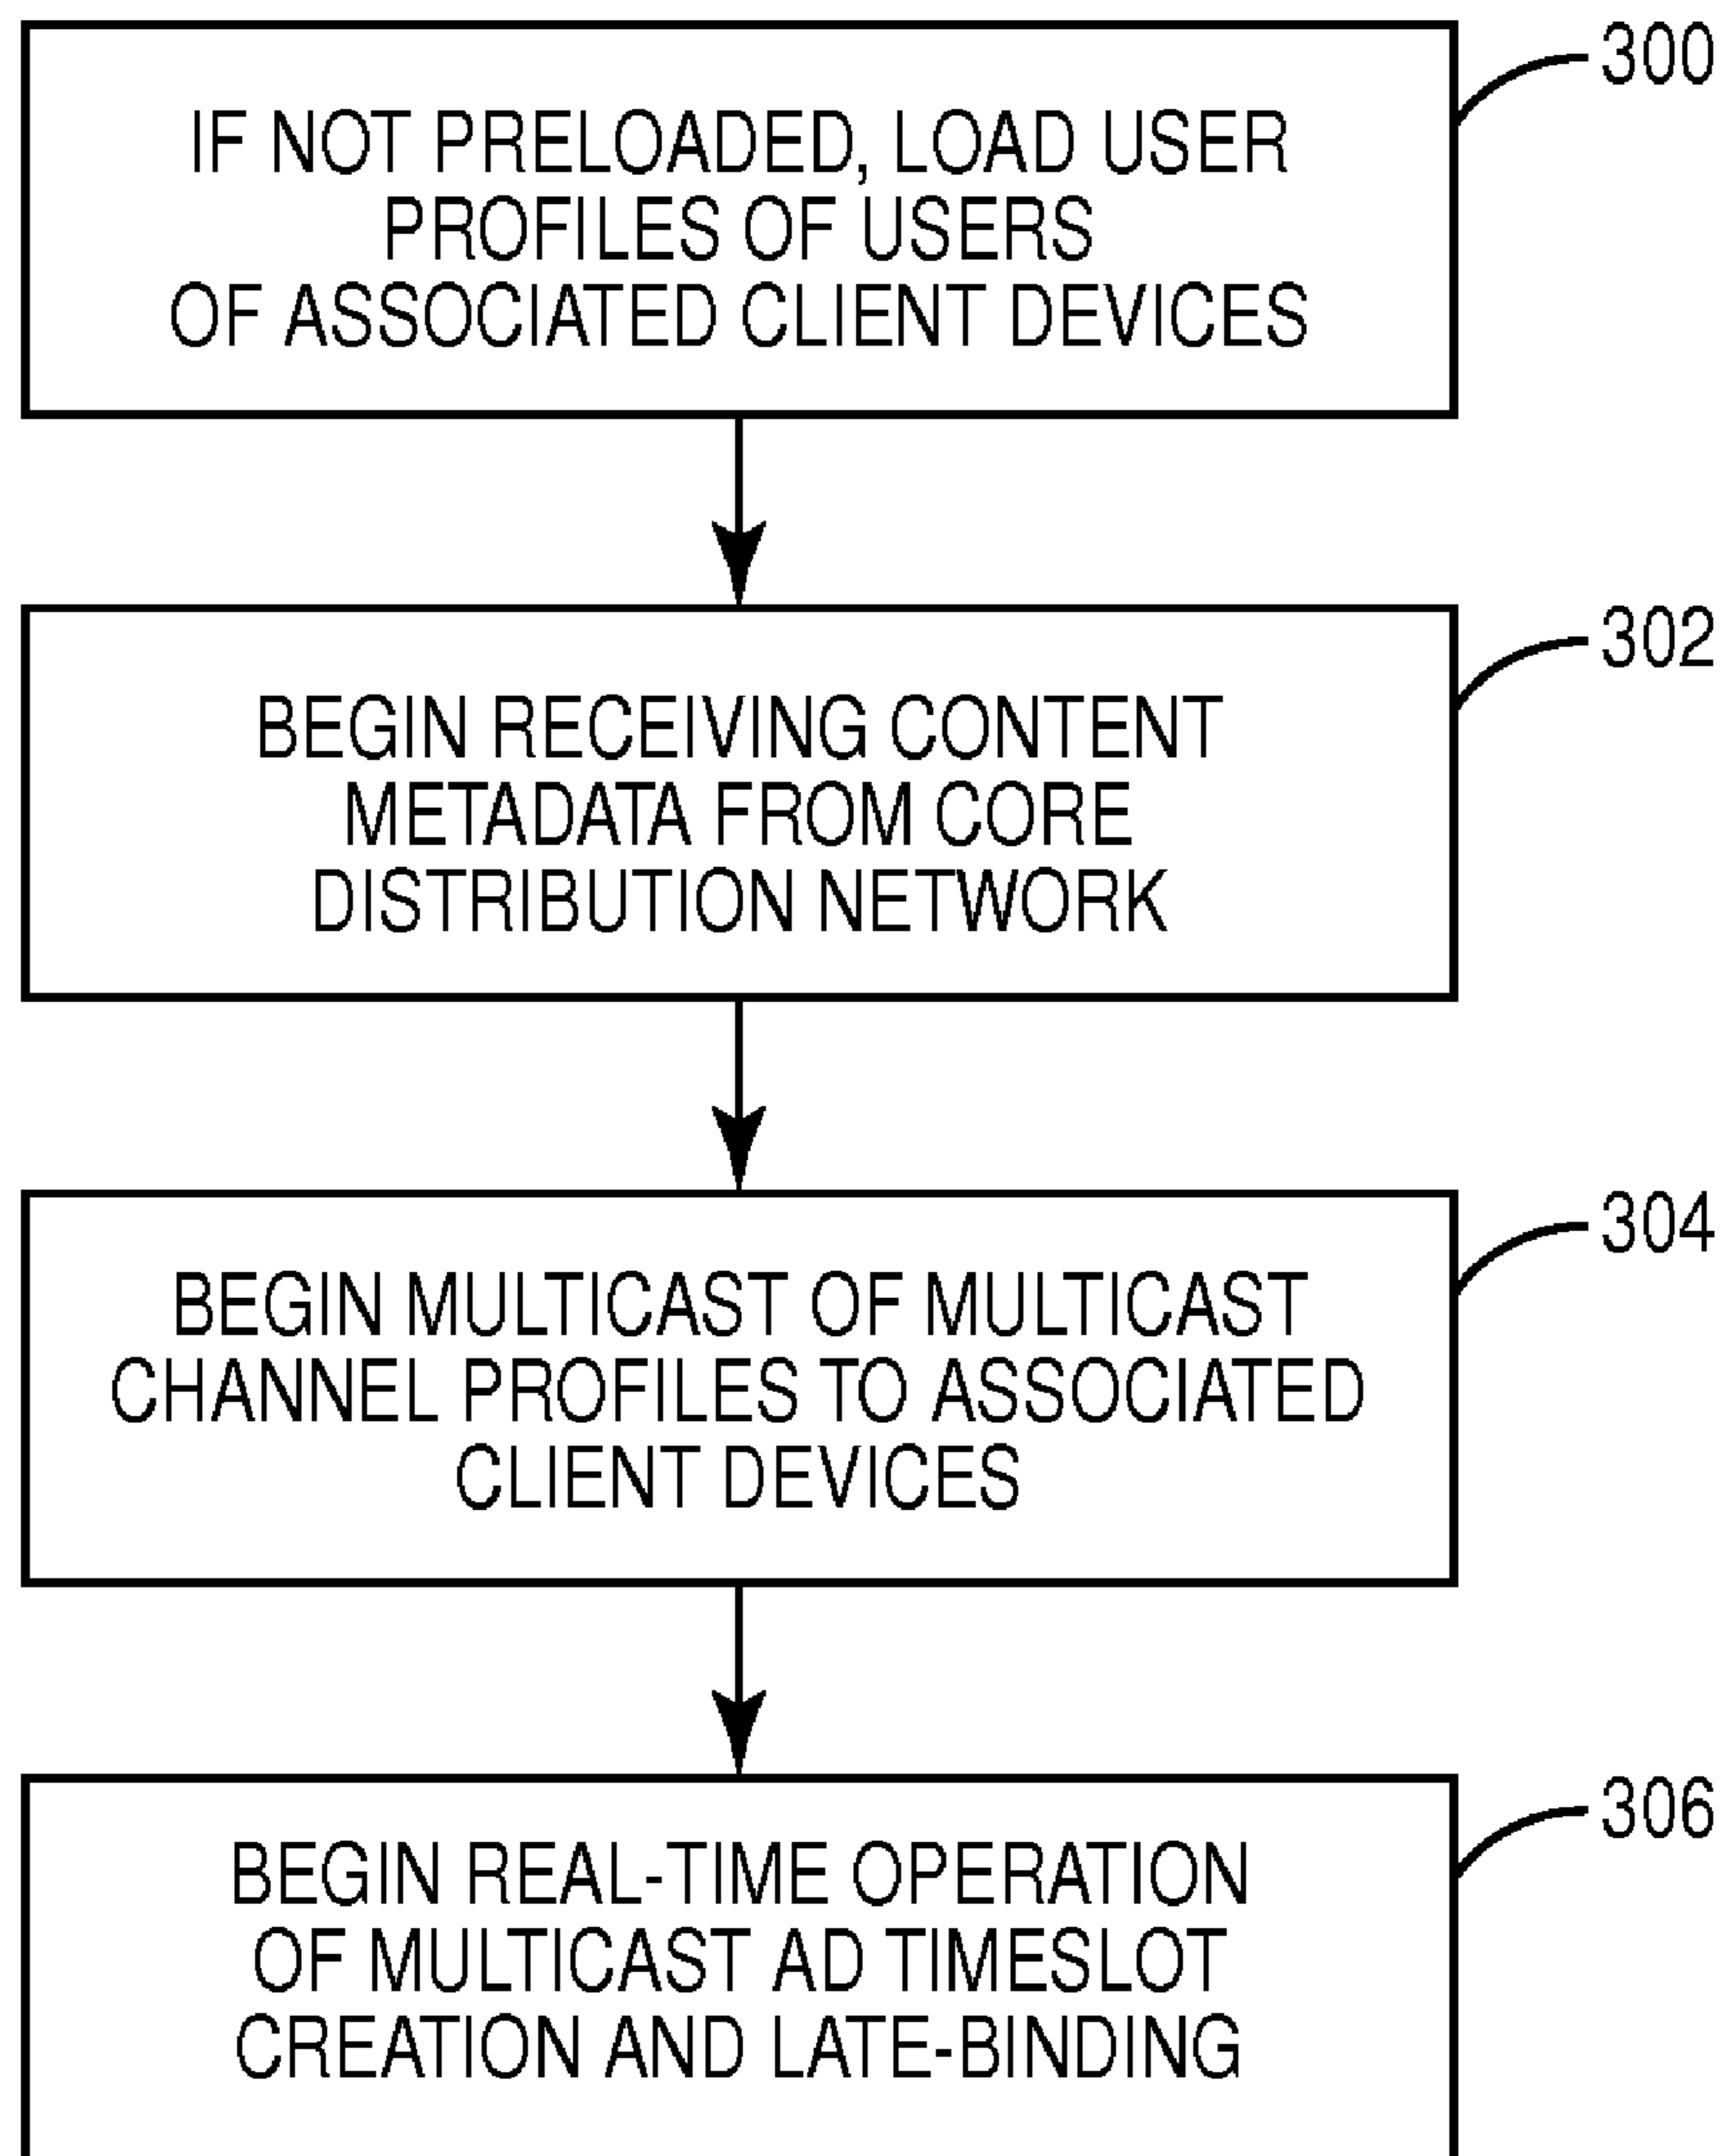 300
IF NOT PRELOADED, LOAD USER
PROFILES OF USERS
OF ASSOCIATED CLIENT DEVICES
302
BEGIN RECEIVING CONTENT
METADATA FROM CORE
DISTRIBUTION NETWORK
304
BEGIN MULTICAST OF MULTICAST
CHANNEL PROFILES TO ASSOCIATED
CLIENT DEVICES
306
BEGIN REAL-TIME OPERATION
OF MULTICAST AD TIMESLOT
CREATION AND LATE-BINDING